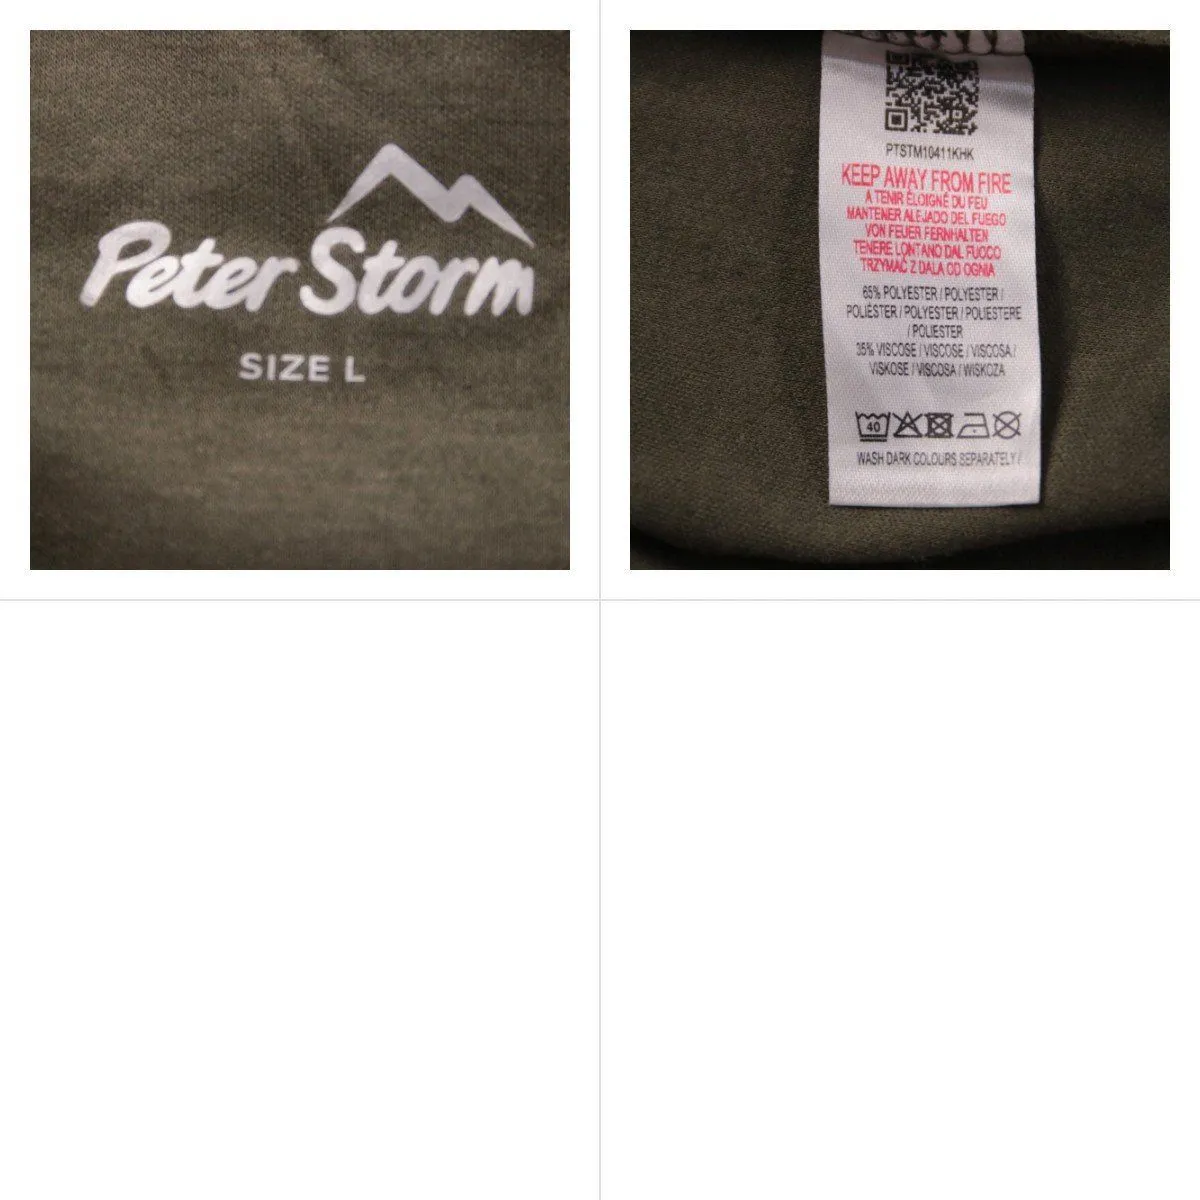 Peter Storm
SIZE L
PTSTM10411KHK
KEEP AWAY FROM FIRE
A TENIR ÉLOIGNÉ DU FEU
MANTENER ALEJADO DEL FUEGO
VON FEUER FERNHALTEN
TENERE LONTANO DAL FUOCO
TRZYMAĆ Z DALA OD OGNIA
65% POLYESTER / POLYESTER /
POLIÉSTER / POLYESTER / POLIESTERE
/ POLIESTER
35% VISCOSE / VISCOSE / VISCOSA /
VISKOSE / VISCOSA / WISKOZA
40
WASH DARK COLOURS SEPARATELY /